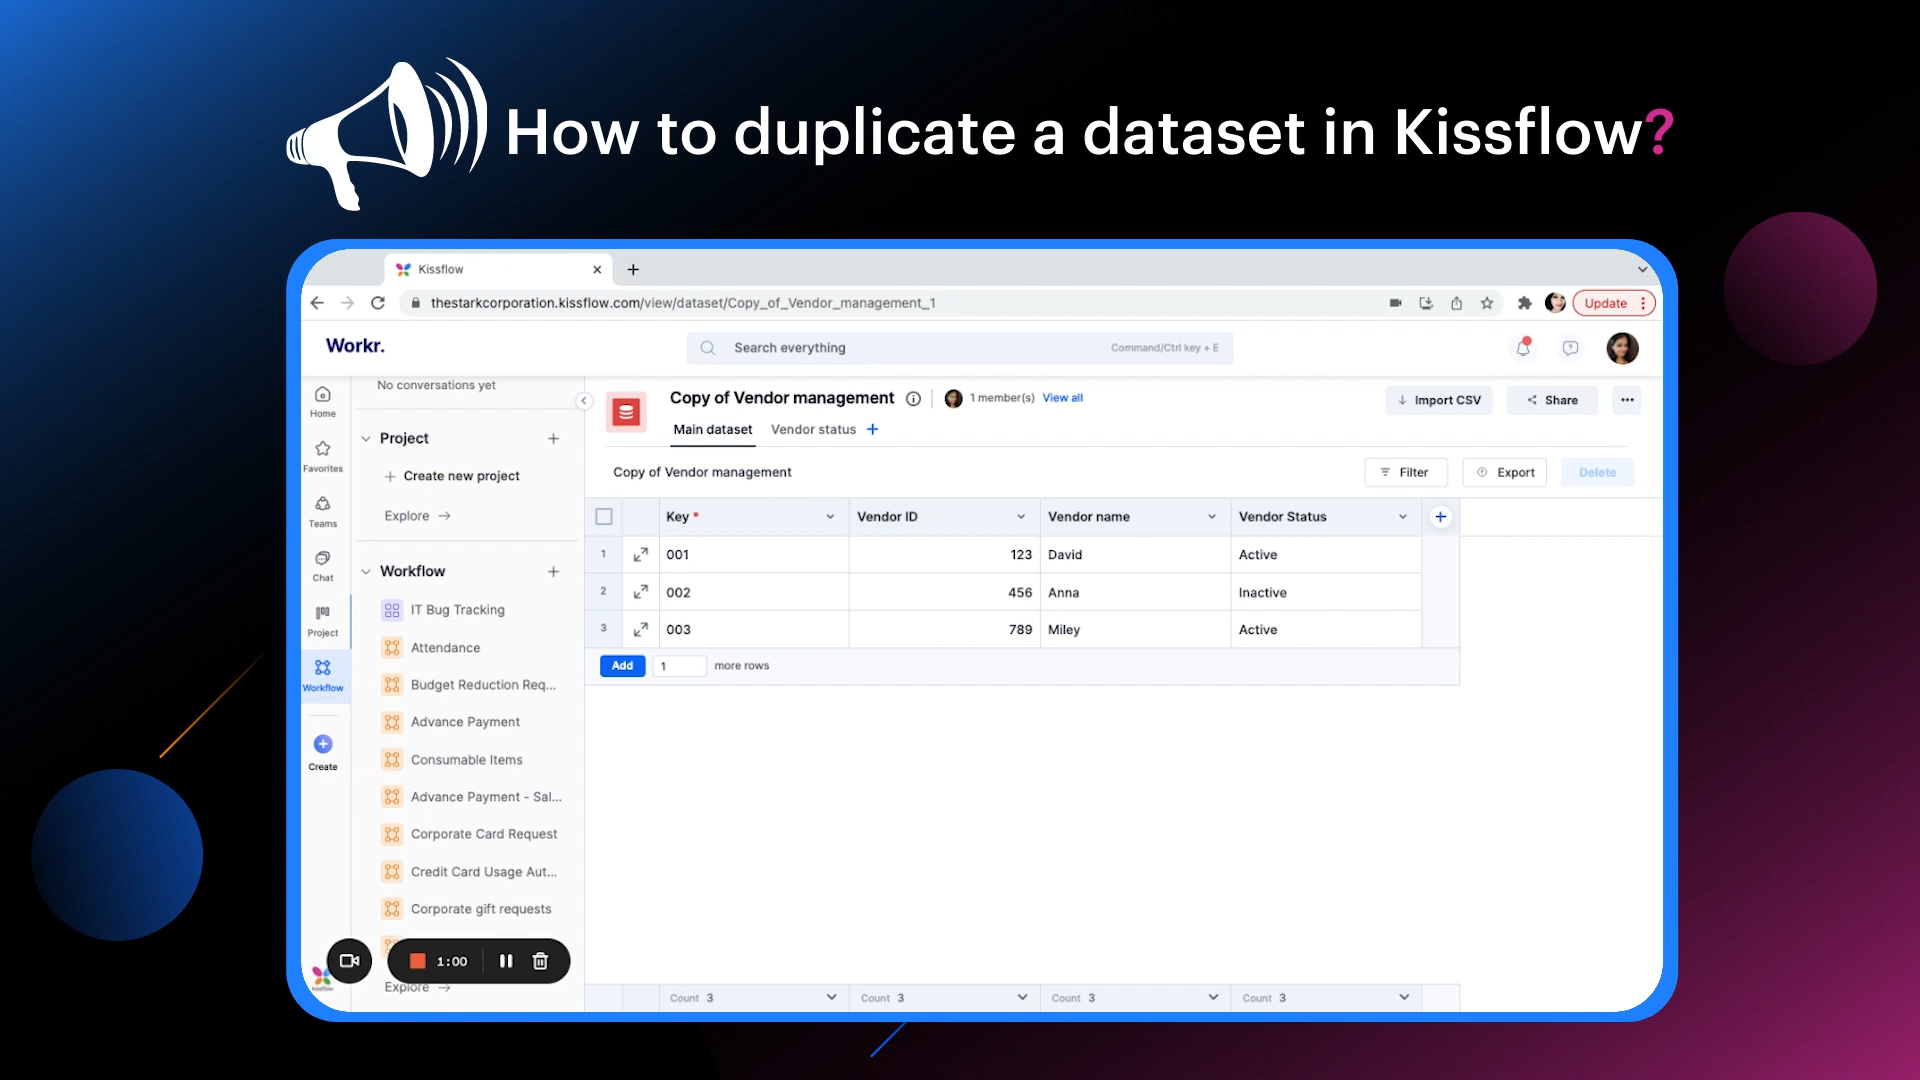 How to duplicate a dataset in Kissflow?
Kissflow
thestarkcorporation.kissflow.com/view/dataset/Copy_of_Vendor_management_1
Update
Workr.
Search everything
Command/Ctrl key + E
Home
Favorites
Teams
Chat
Project
Workflow
Create
No conversations yet
Project
Create new project
Explore
Workflow
IT Bug Tracking
Attendance
Budget Reduction Req...
Advance Payment
Consumable Items
Advance Payment - Sal...
Corporate Card Request
Credit Card Usage Aut...
Corporate gift requests
1:00
Explore
Copy of Vendor management
1 member(s) View all
Import CSV
Share
Main dataset Vendor status
Copy of Vendor management
Filter
Export
Delete
Key * Vendor ID Vendor name Vendor Status
1 001 123 David Active
2 002 456 Anna Inactive
3 003 789 Miley Active
Add 1 more rows
Count 3 Count 3 Count 3 Count 3